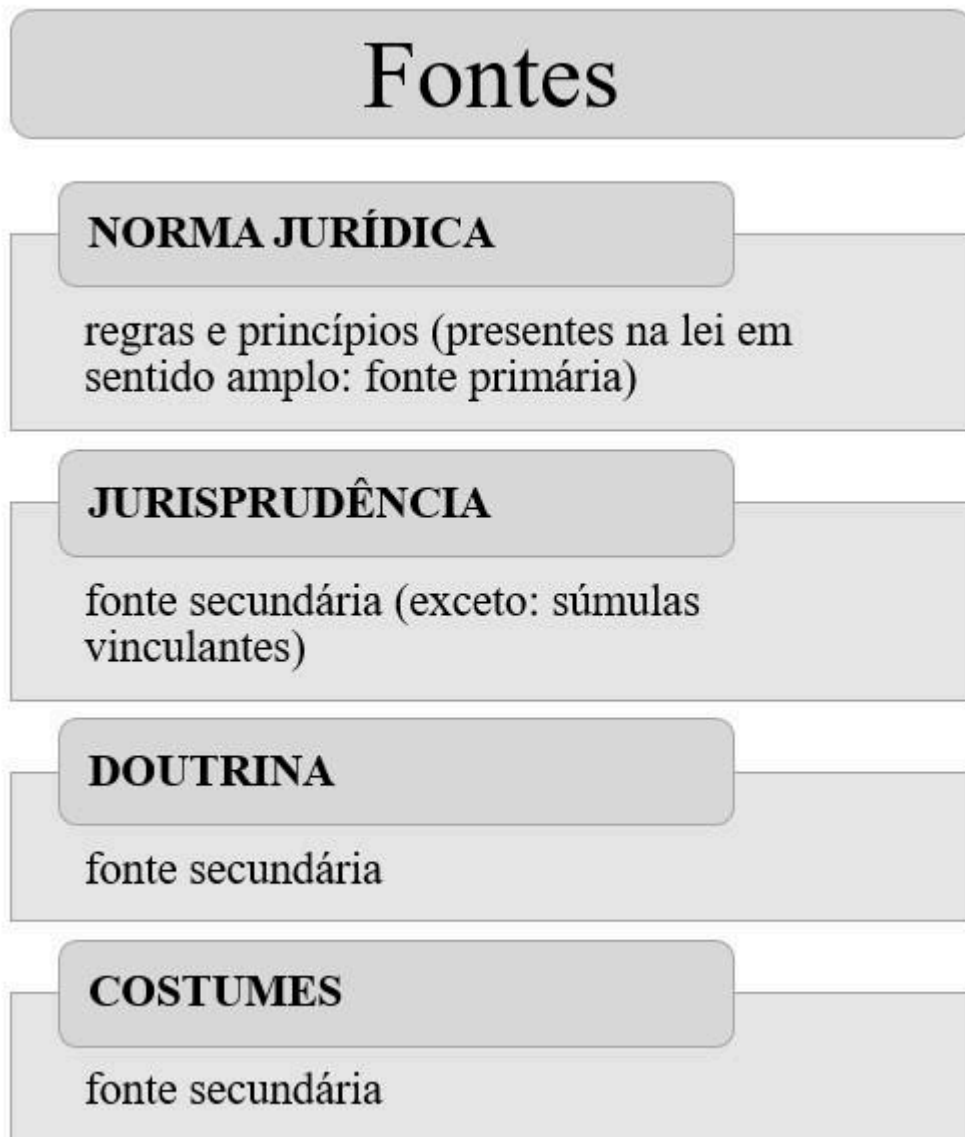 Fontes
NORMA JURÍDICA
regras e princípios (presentes na lei em
sentido amplo: fonte primária)
JURISPRUDÊNCIA
fonte secundária (exceto: súmulas
vinculantes)
DOUTRINA
fonte secundária
COSTUMES
fonte secundária